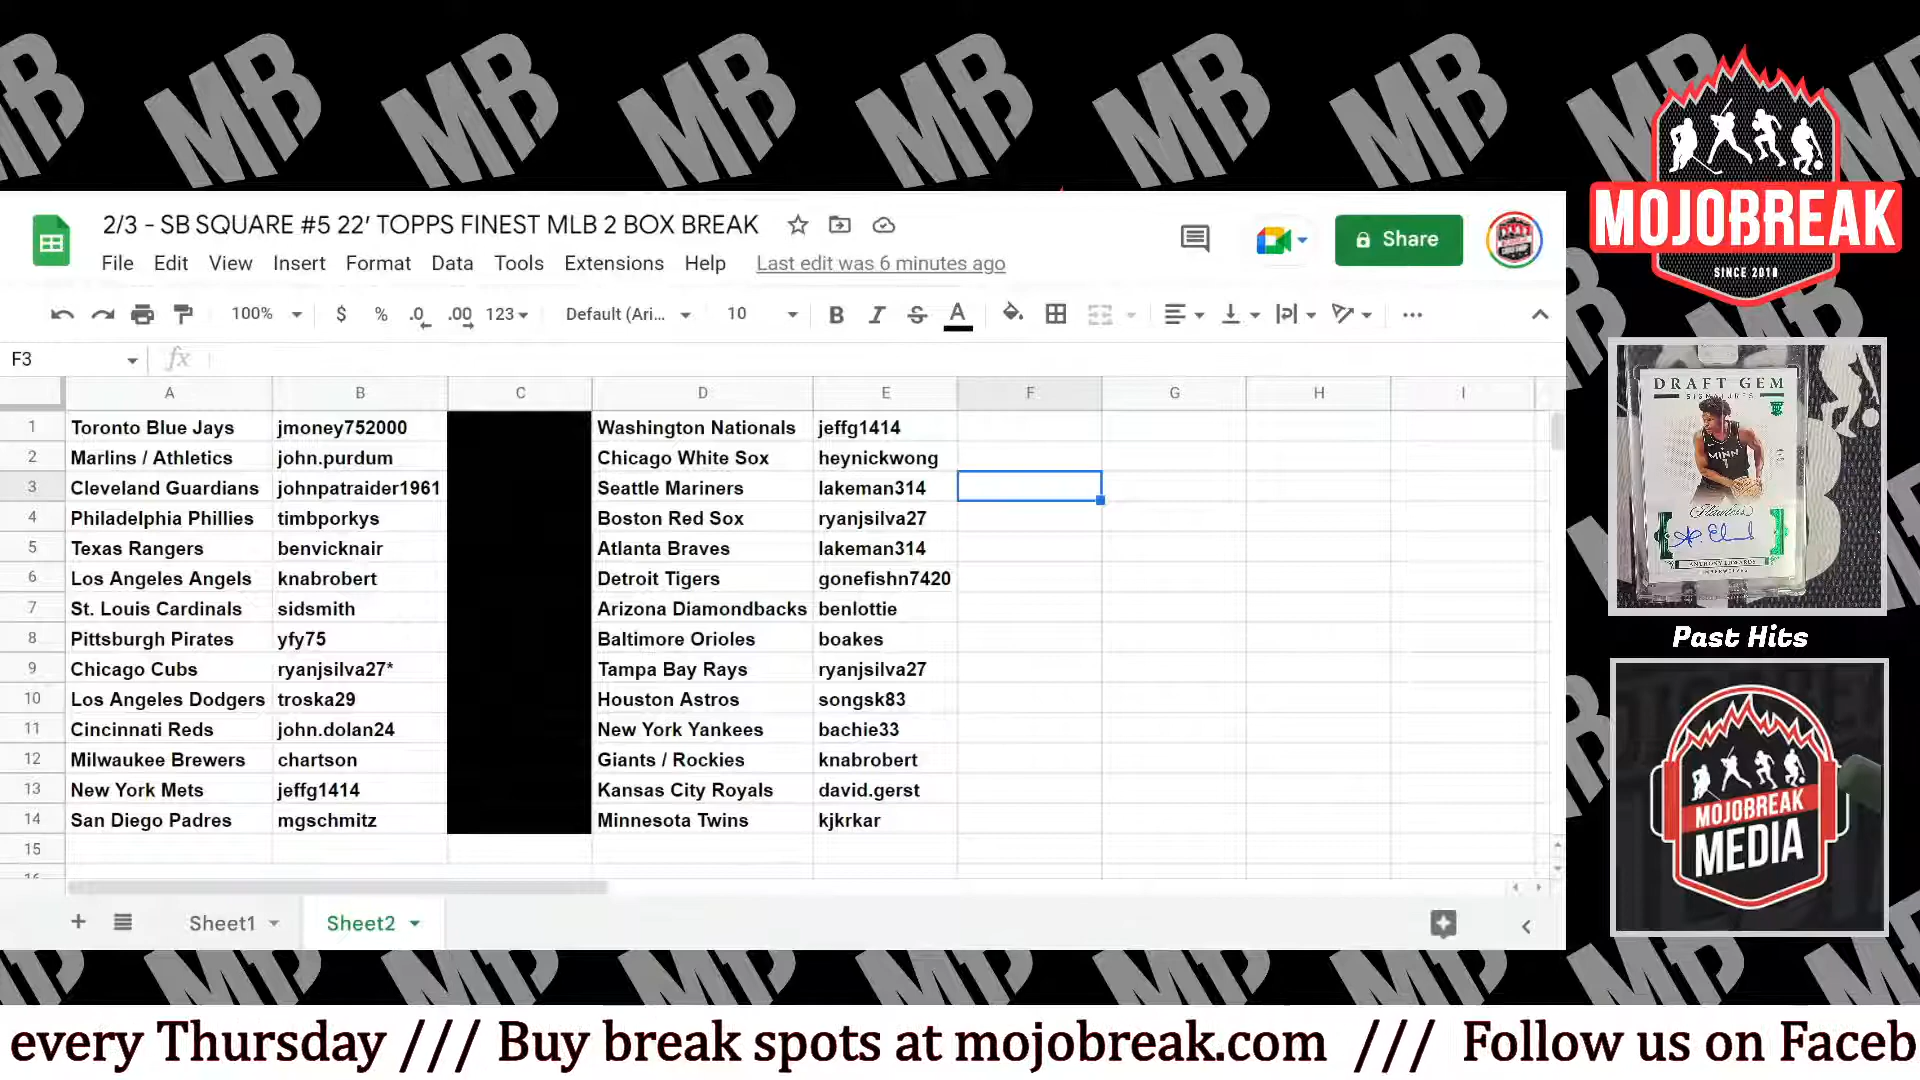 MOJOBREAK
SINCE 2010
2/3 - SB SQUARE #5 22′ TOPPS FINEST MLB 2 BOX BREAK
File Edit View Insert Format Data Tools Extensions Help Last edit was 6 minutes ago
Share
100% $ % .0 .00 123 Default (Ari... 10 B I S A
F3 fx
A B C D E F G H I
1 Toronto Blue Jays jmoney752000 Washington Nationals jeffg1414
2 Marlins / Athletics john.purdum Chicago White Sox heynickwong
3 Cleveland Guardians johnpatraider1961 Seattle Mariners lakeman314
4 Philadelphia Phillies timbporkys Boston Red Sox ryanjsilva27
5 Texas Rangers benvicknair Atlanta Braves lakeman314
6 Los Angeles Angels knabrobert Detroit Tigers gonefishn7420
7 St. Louis Cardinals sidsmith Arizona Diamondbacks benlottie
8 Pittsburgh Pirates yfy75 Baltimore Orioles boakes
9 Chicago Cubs ryanjsilva27* Tampa Bay Rays ryanjsilva27
10 Los Angeles Dodgers troska29 Houston Astros songsk83
11 Cincinnati Reds john.dolan24 New York Yankees bachie33
12 Milwaukee Brewers chartson Giants / Rockies knabrobert
13 New York Mets jeffg1414 Kansas City Royals david.gerst
14 San Diego Padres mgschmitz Minnesota Twins kjkrkar
15
Sheet1 Sheet2
DRAFT GEM
SIGNATURES
MINN
1
Flawless
ANTHONY EDWARDS
Past Hits
MOJOBREAK
MEDIA
every Thursday /// Buy break spots at mojobreak.com /// Follow us on Faceb